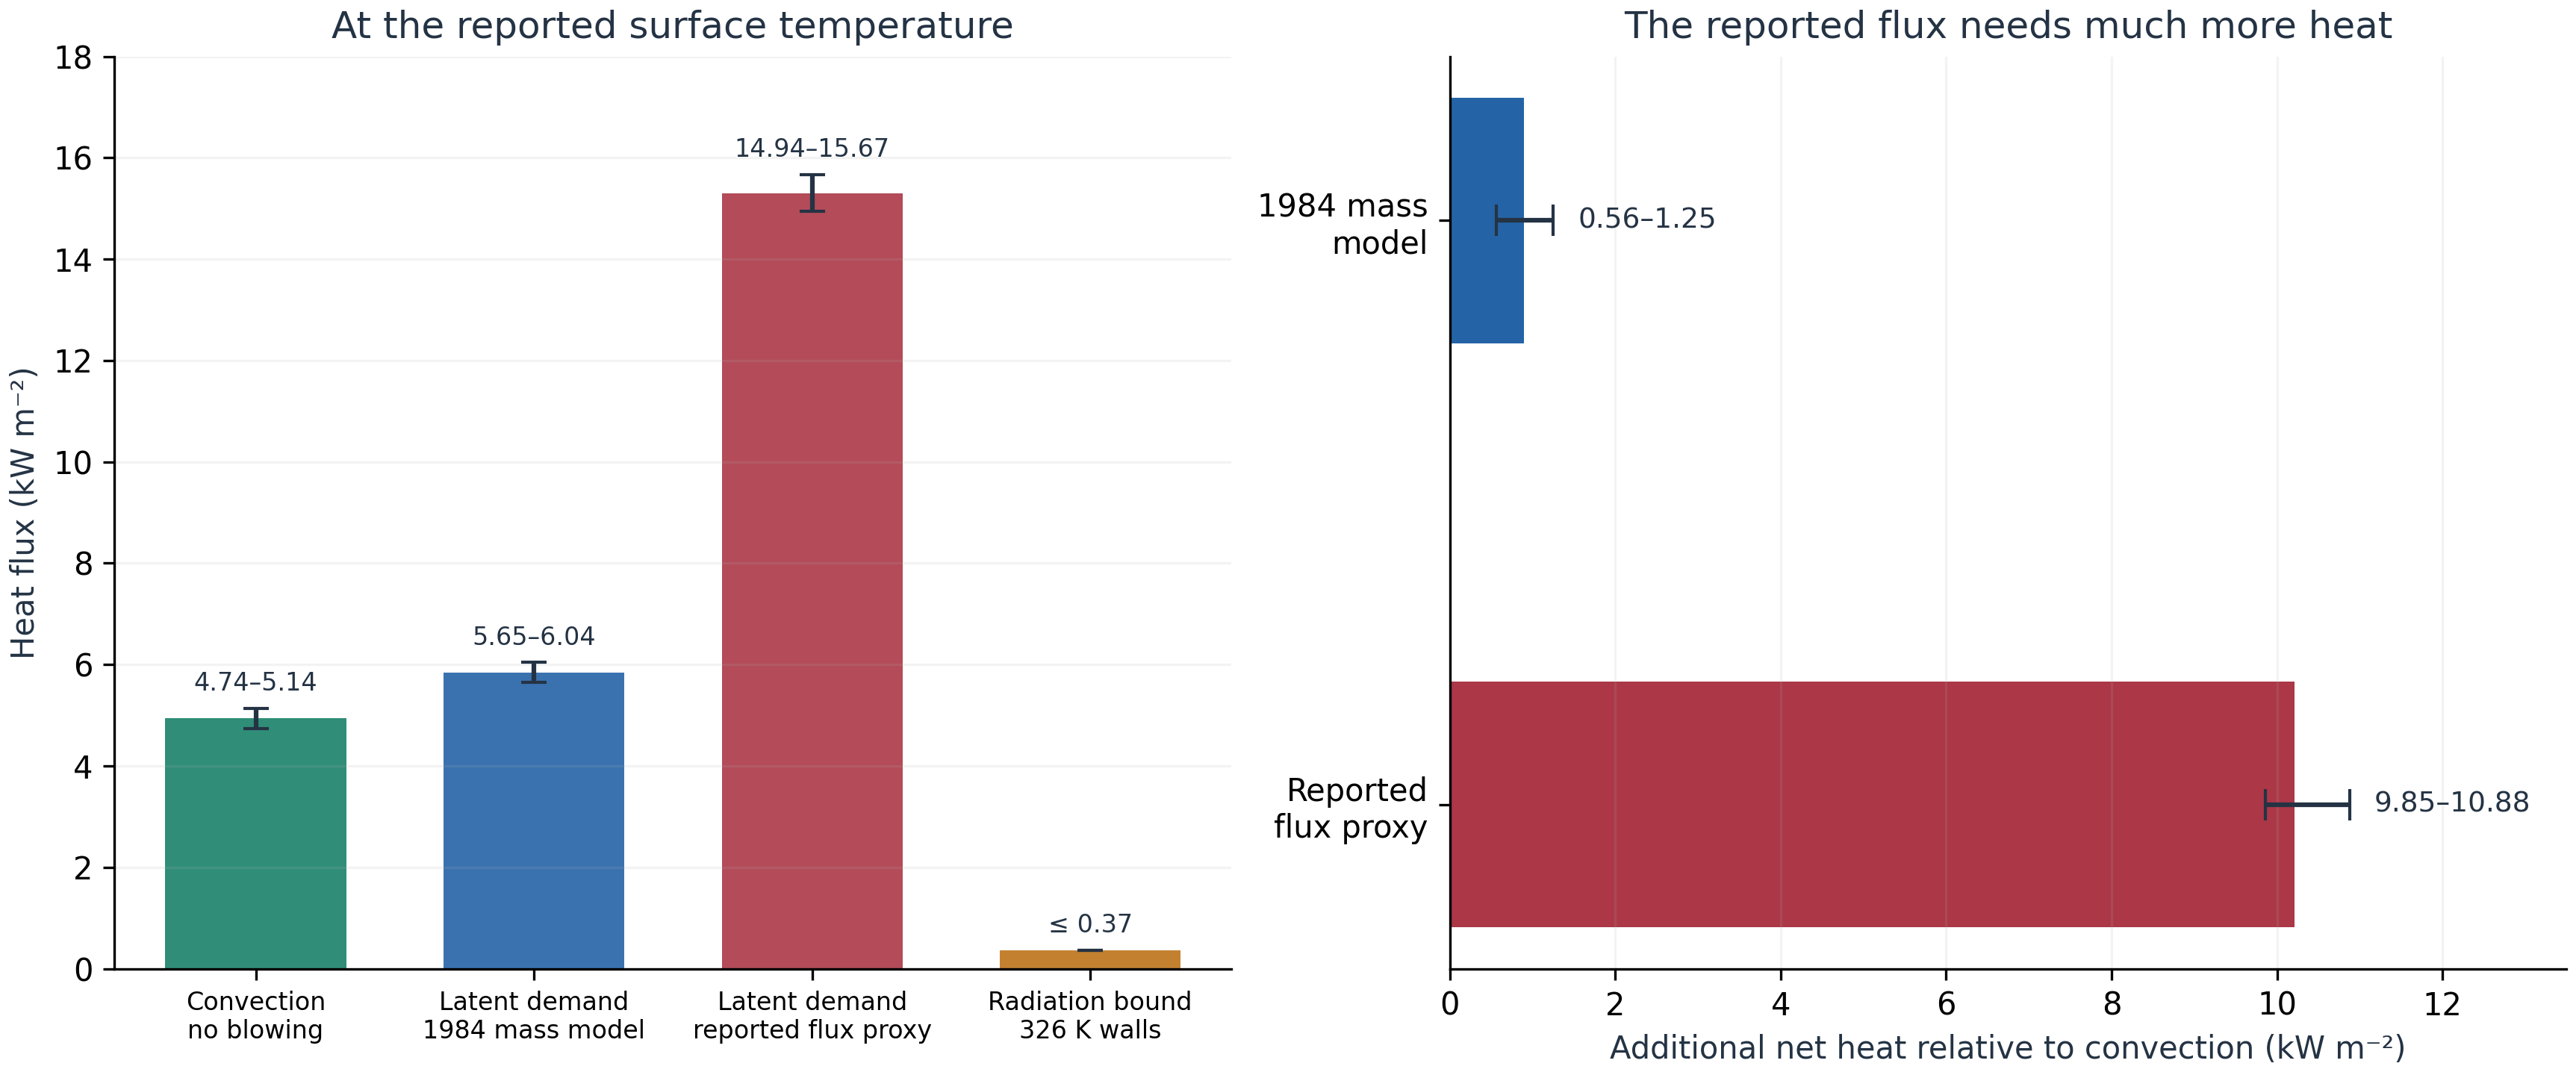 At the reported surface temperature
Heat flux (kW m⁻²)
18
16
14
12
10
8
6
4
2
0
4.74–5.14
5.65–6.04
14.94–15.67
≤ 0.37
Convection
no blowing
Latent demand
1984 mass model
Latent demand
reported flux proxy
Radiation bound
326 K walls
The reported flux needs much more heat
1984 mass
model
0.56–1.25
Reported
flux proxy
9.85–10.88
0 2 4 6 8 10 12
Additional net heat relative to convection (kW m⁻²)